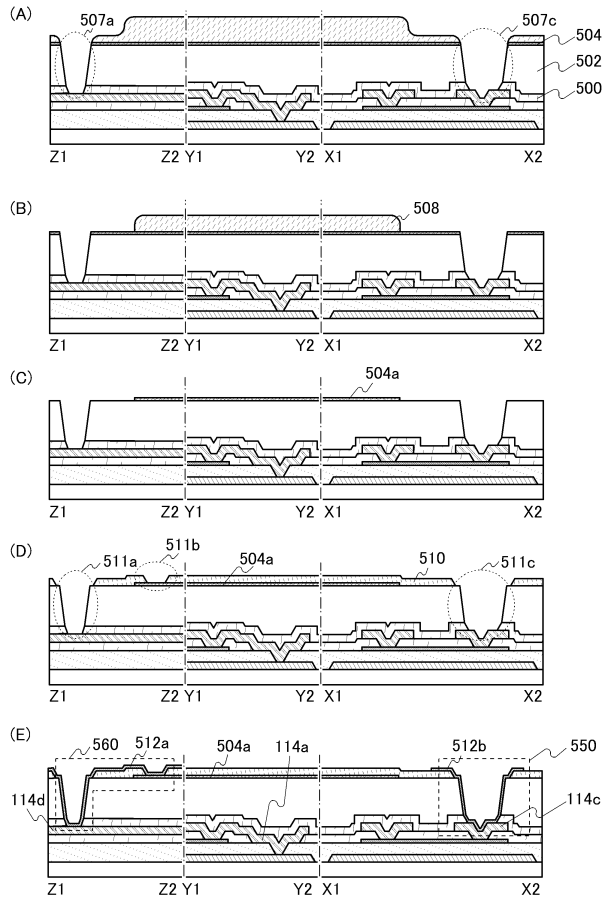 (A)
507a
507c
504
502
500
Z1 Z2 Y1 Y2 X1 X2
(B)
508
Z1 Z2 Y1 Y2 X1 X2
(C)
504a
Z1 Z2 Y1 Y2 X1 X2
(D)
511a
511b
504a
510
511c
Z1 Z2 Y1 Y2 X1 X2
(E)
560
512a
504a
114a
512b
550
114d
114c
Z1 Z2 Y1 Y2 X1 X2